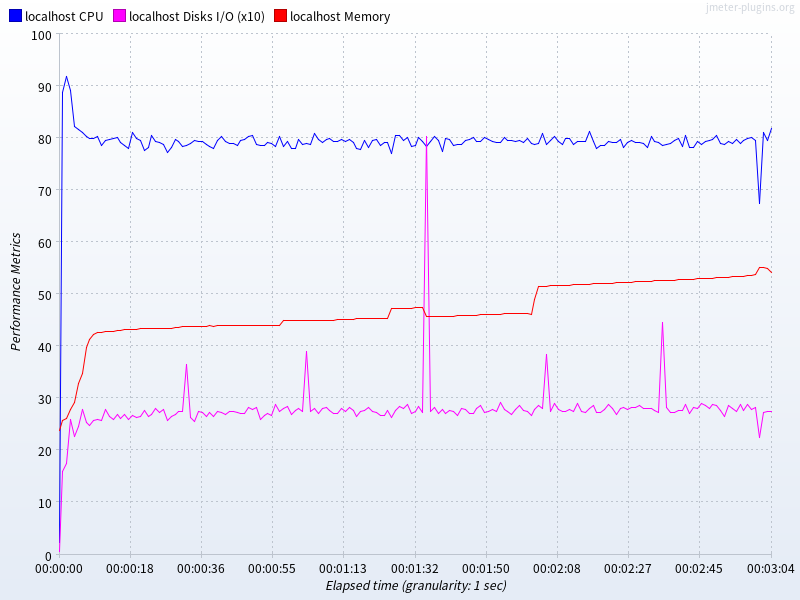 jmeter-plugins.org
localhost CPU localhost Disks I/O (x10) localhost Memory
100
90
80
70
60
50
40
30
20
10
0
Performance Metrics
00:00:00 00:00:18 00:00:36 00:00:55 00:01:13 00:01:32 00:01:50 00:02:08 00:02:27 00:02:45 00:03:04
Elapsed time (granularity: 1 sec)